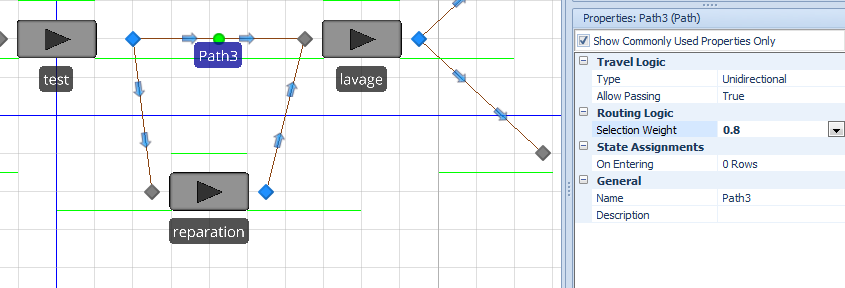 test
Path3
lavage
reparation
Properties: Path3 (Path)
Show Commonly Used Properties Only
Travel Logic
Type Unidirectional
Allow Passing True
Routing Logic
Selection Weight 0.8
State Assignments
On Entering 0 Rows
General
Name Path3
Description